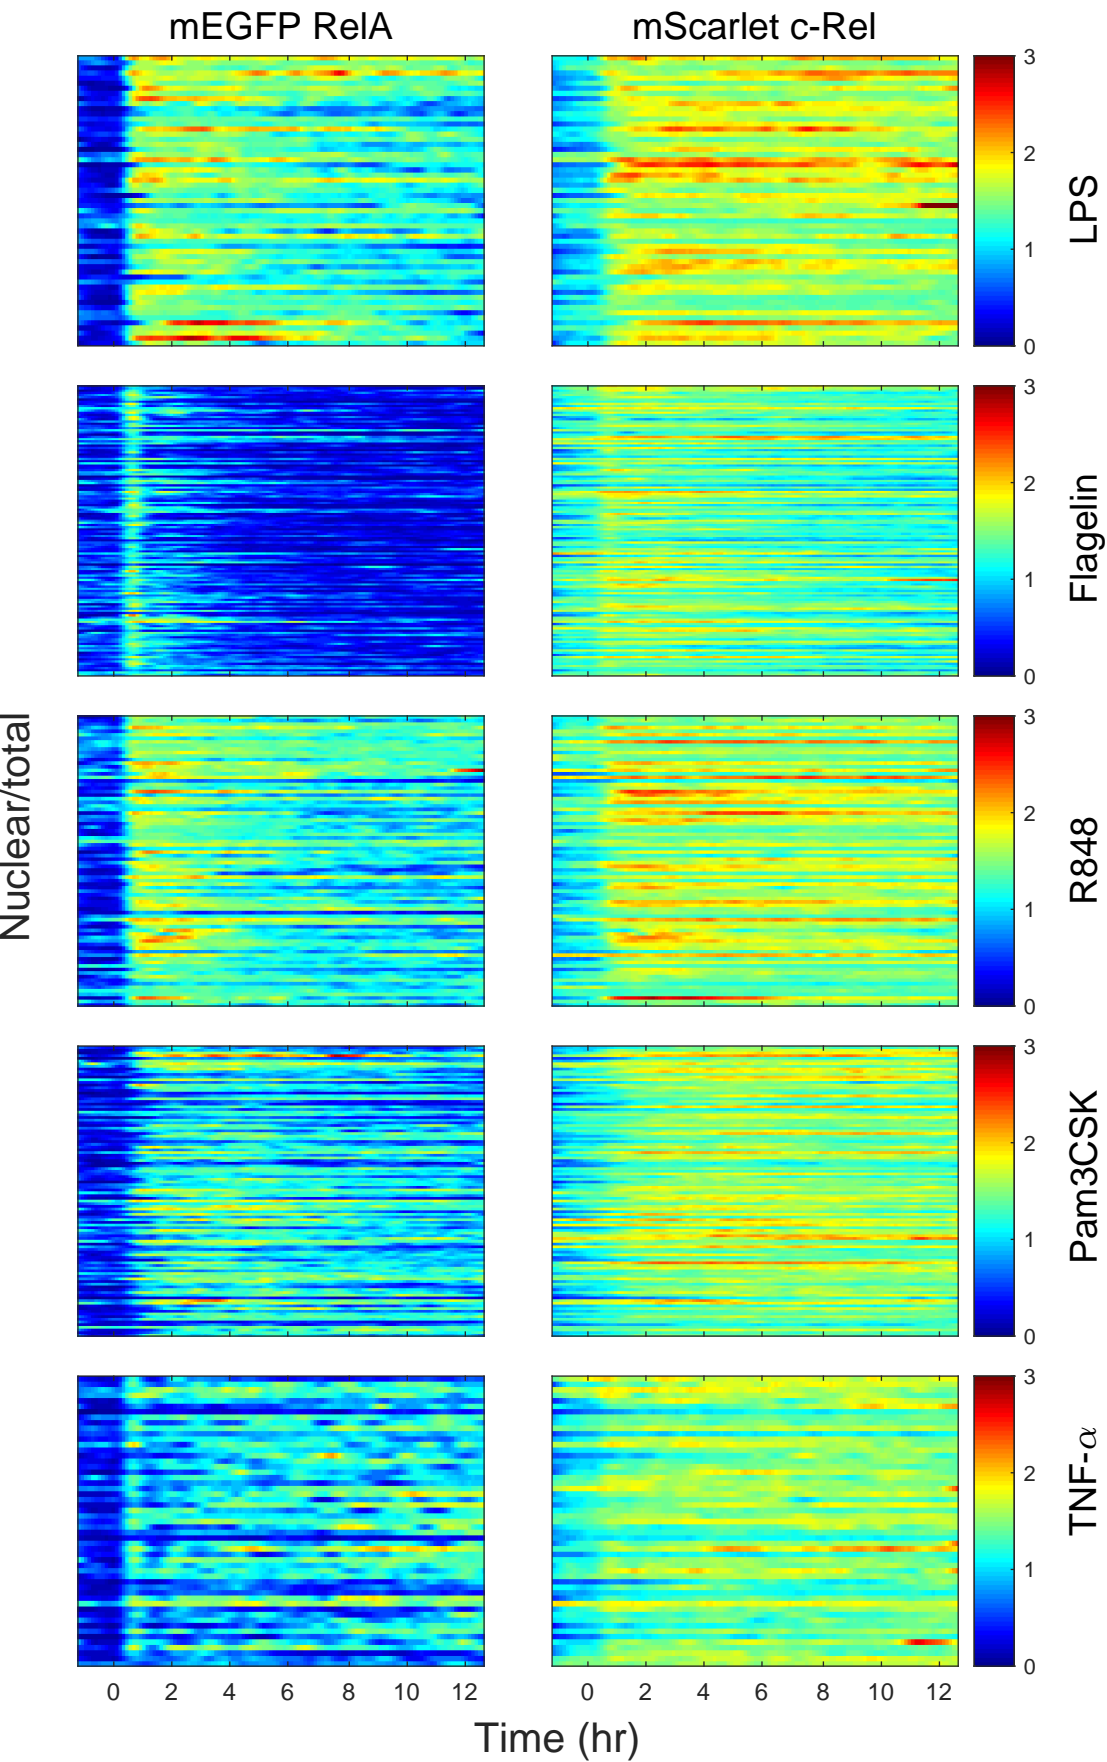 mEGFP RelA
mScarlet c-Rel
3
2
1
0
LPS
3
2
1
0
Flagelin
Nuclear/total
3
2
1
0
R848
3
2
1
0
Pam3CSK
3
2
1
0
TNF-α
0 2 4 6 8 10 12
0 2 4 6 8 10 12
Time (hr)